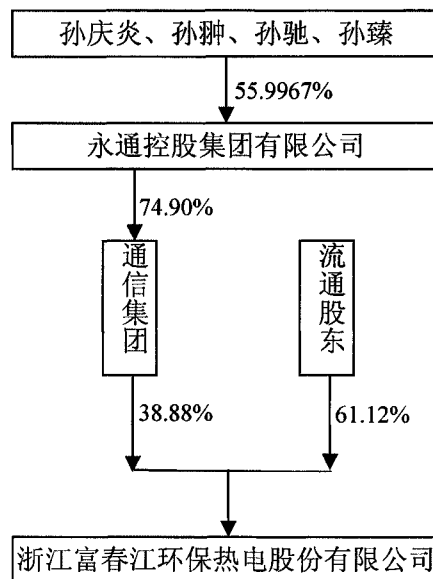 孙庆炎、孙翀、孙驰、孙臻
55.9967%
永通控股集团有限公司
74.90%
通信集团
流通股东
38.88%
61.12%
浙江富春江环保热电股份有限公司